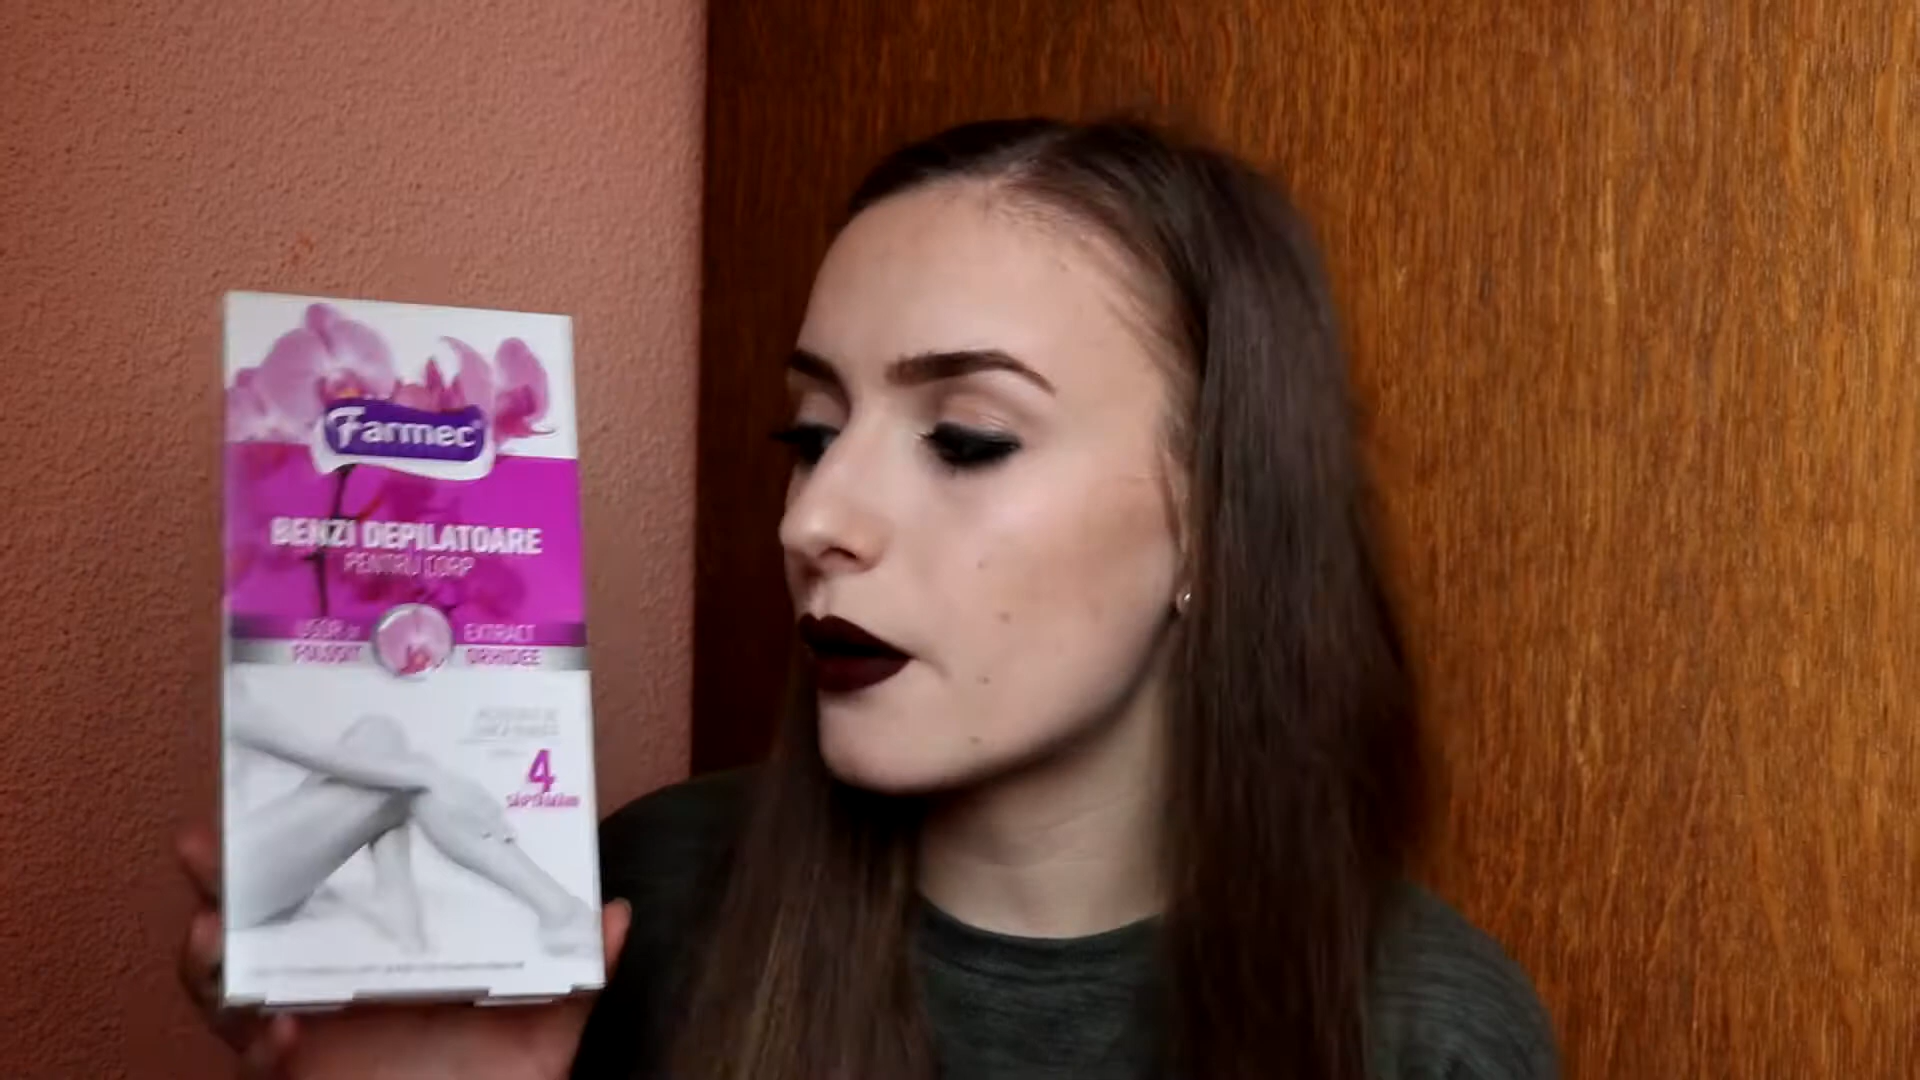 Farmec
BENZI DEPILATOARE
PENTRU CORP
UȘOR DE
FOLOSIT
EXTRACT
ORHIDEE
4
SĂPTĂMÂNI